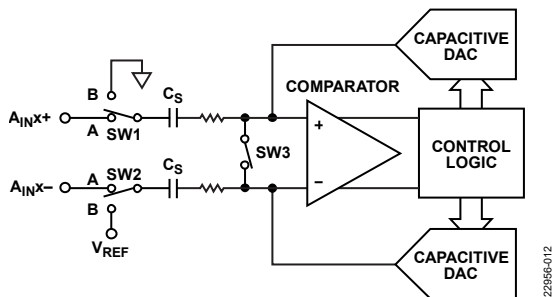 CAPACITIVE
DAC
COMPARATOR
B
CS
AINx+
A
SW1
+
SW3
CONTROL
LOGIC
AINx–
A
SW2
CS
–
B
VREF
CAPACITIVE
DAC
22956-012